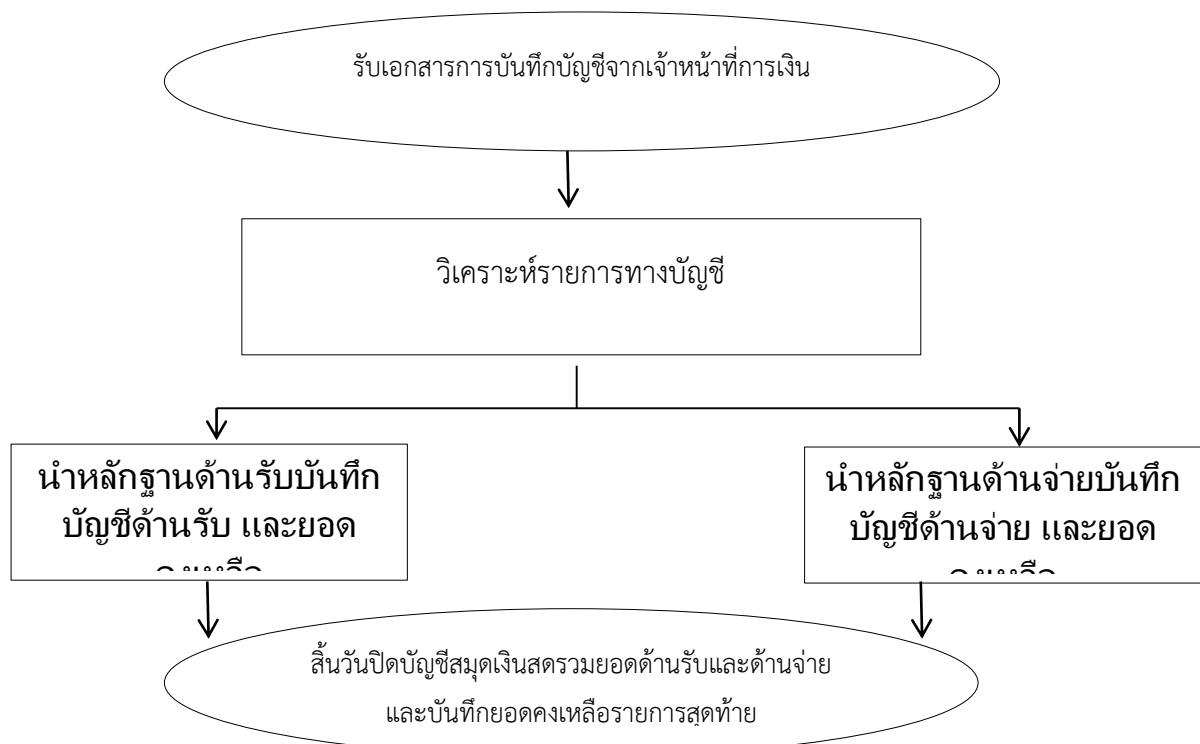 รับเอกสารการบันทึกบัญชีจากเจ้าหน้าที่การเงิน
วิเคราะห์รายการทางบัญชี
นำหลักฐานด้านรับบันทึก
บัญชีด้านรับ และยอด
นำหลักฐานด้านจ่ายบันทึก
บัญชีด้านจ่าย และยอด
สิ้นวันปิดบัญชีสมุดเงินสดรวมยอดด้านรับและด้านจ่าย
และบันทึกยอดคงเหลือรายการสุดท้าย